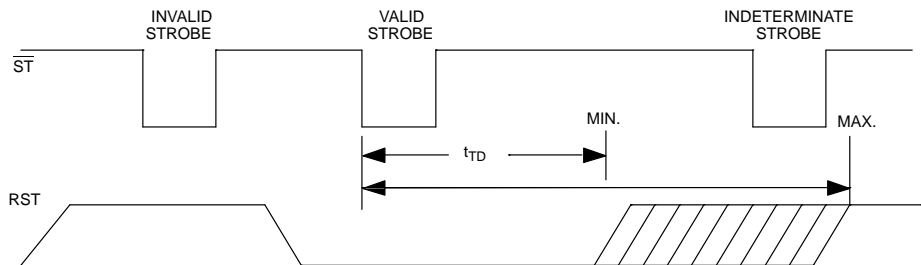 INVALID
STROBE
VALID
STROBE
INDETERMINATE
STROBE
ST
MIN.
MAX.
tTD
RST